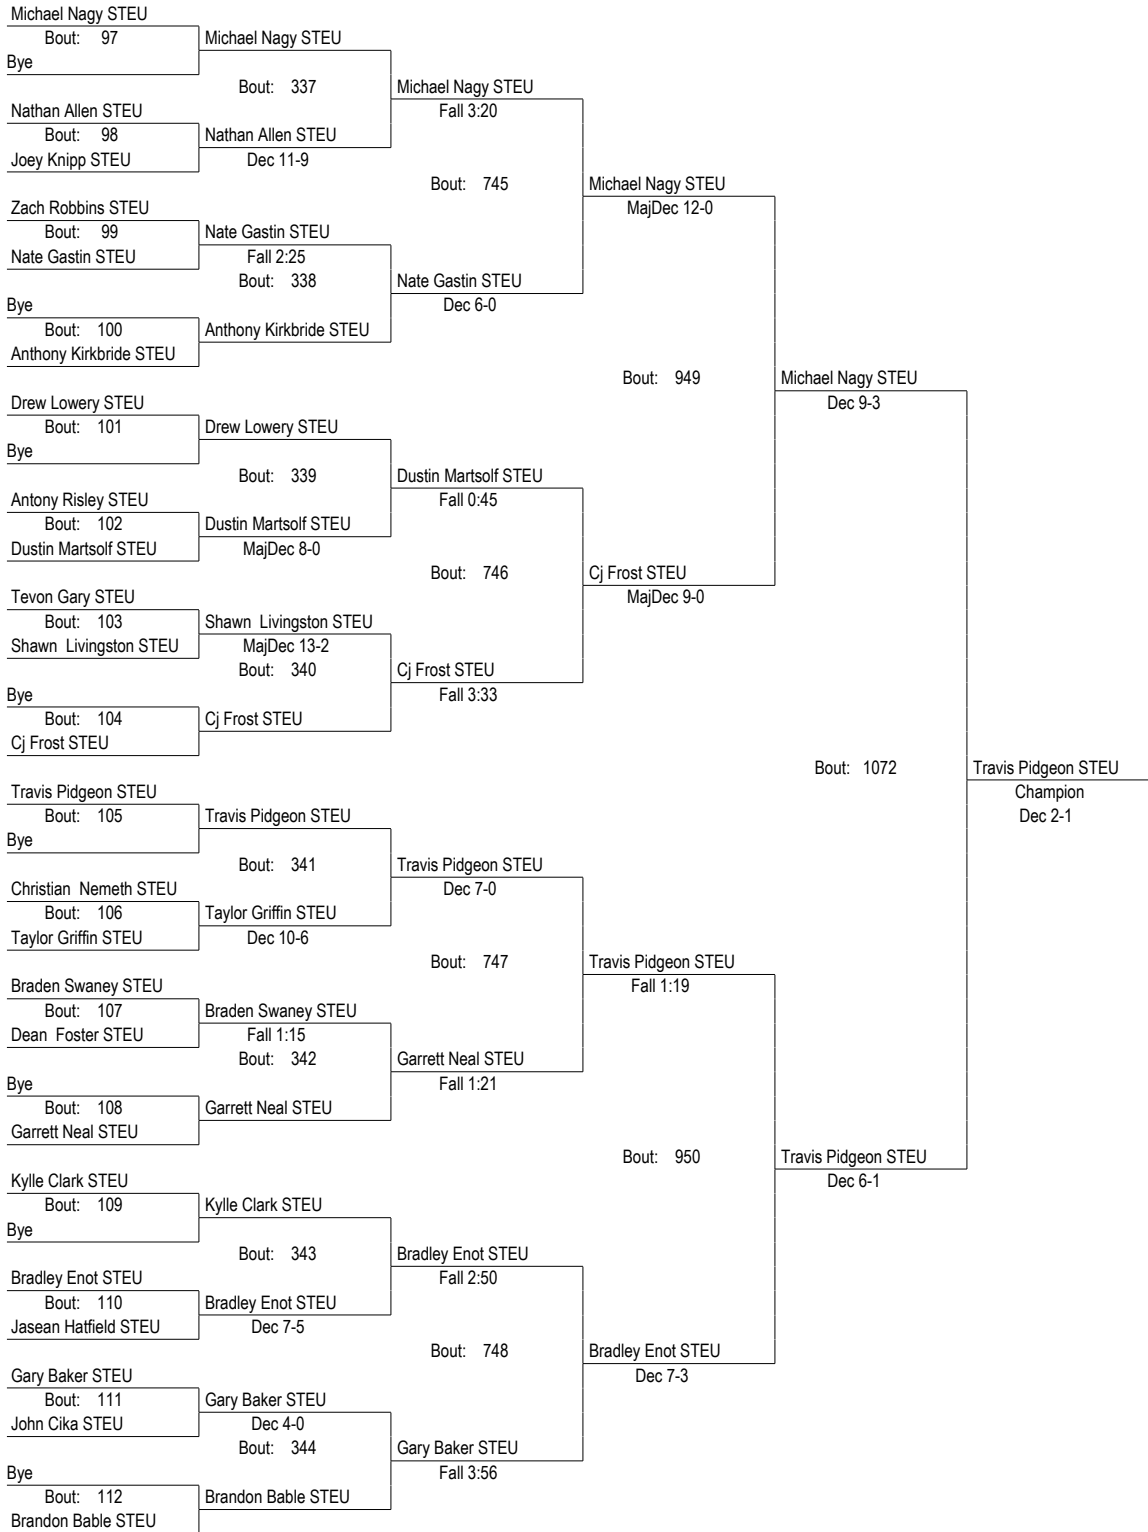 Michael Nagy STEU
Bout: 97
Michael Nagy STEU
Bye
Bout: 337
Michael Nagy STEU
Fall 3:20
Nathan Allen STEU
Bout: 98
Nathan Allen STEU
Joey Knipp STEU
Dec 11-9
Bout: 745
Michael Nagy STEU
MajDec 12-0
Zach Robbins STEU
Bout: 99
Nate Gastin STEU
Nate Gastin STEU
Fall 2:25
Bout: 338
Nate Gastin STEU
Dec 6-0
Bye
Bout: 100
Anthony Kirkbride STEU
Anthony Kirkbride STEU
Bout: 949
Michael Nagy STEU
Dec 9-3
Drew Lowery STEU
Bout: 101
Drew Lowery STEU
Bye
Bout: 339
Dustin Martsolf STEU
Fall 0:45
Antony Risley STEU
Bout: 102
Dustin Martsolf STEU
Dustin Martsolf STEU
MajDec 8-0
Bout: 746
Cj Frost STEU
MajDec 9-0
Tevon Gary STEU
Bout: 103
Shawn Livingston STEU
Shawn Livingston STEU
MajDec 13-2
Bout: 340
Cj Frost STEU
Fall 3:33
Bye
Bout: 104
Cj Frost STEU
Cj Frost STEU
Bout: 1072
Travis Pidgeon STEU
Champion
Dec 2-1
Travis Pidgeon STEU
Bout: 105
Travis Pidgeon STEU
Bye
Bout: 341
Travis Pidgeon STEU
Dec 7-0
Christian Nemeth STEU
Bout: 106
Taylor Griffin STEU
Taylor Griffin STEU
Dec 10-6
Bout: 747
Travis Pidgeon STEU
Fall 1:19
Braden Swaney STEU
Bout: 107
Braden Swaney STEU
Dean Foster STEU
Fall 1:15
Bout: 342
Garrett Neal STEU
Fall 1:21
Bye
Bout: 108
Garrett Neal STEU
Garrett Neal STEU
Bout: 950
Travis Pidgeon STEU
Dec 6-1
Kylle Clark STEU
Bout: 109
Kylle Clark STEU
Bye
Bout: 343
Bradley Enot STEU
Fall 2:50
Bradley Enot STEU
Bout: 110
Bradley Enot STEU
Jasean Hatfield STEU
Dec 7-5
Bout: 748
Bradley Enot STEU
Dec 7-3
Gary Baker STEU
Bout: 111
Gary Baker STEU
John Cika STEU
Dec 4-0
Bout: 344
Gary Baker STEU
Fall 3:56
Bye
Bout: 112
Brandon Bable STEU
Brandon Bable STEU